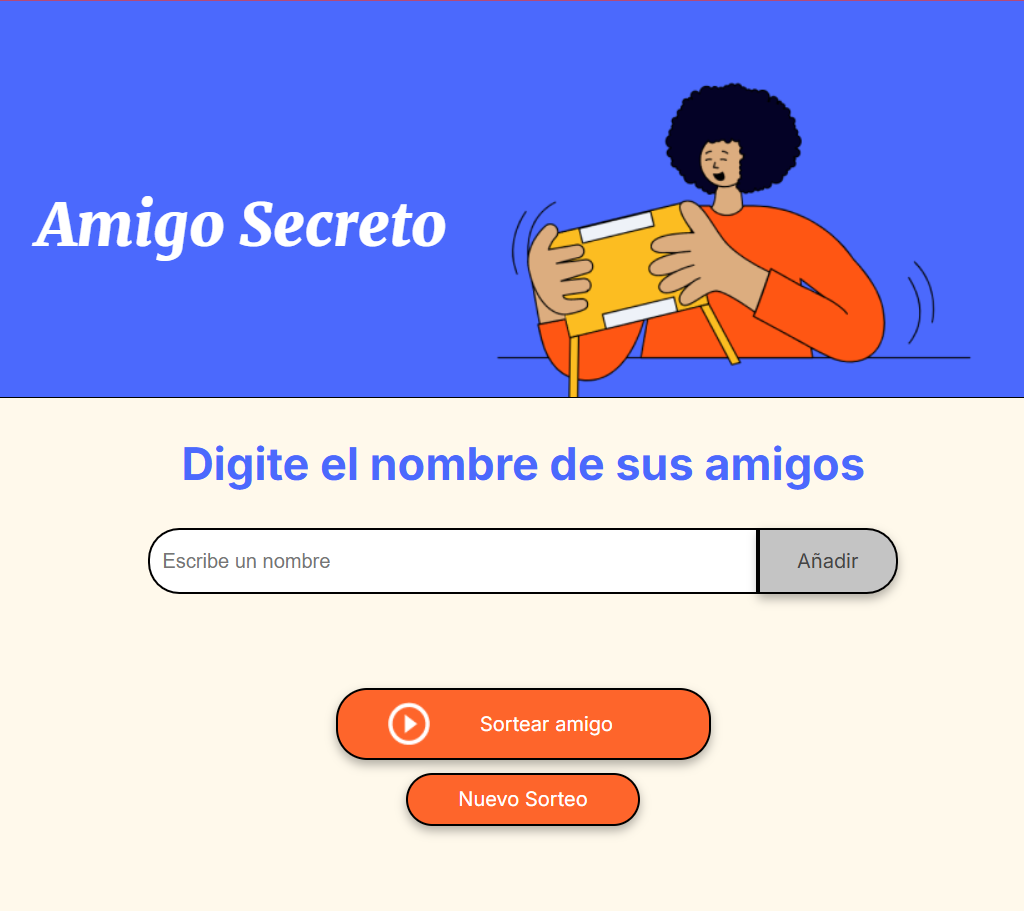 Amigo Secreto
Digite el nombre de sus amigos
Escribe un nombre
Añadir
Sortear amigo
Nuevo Sorteo